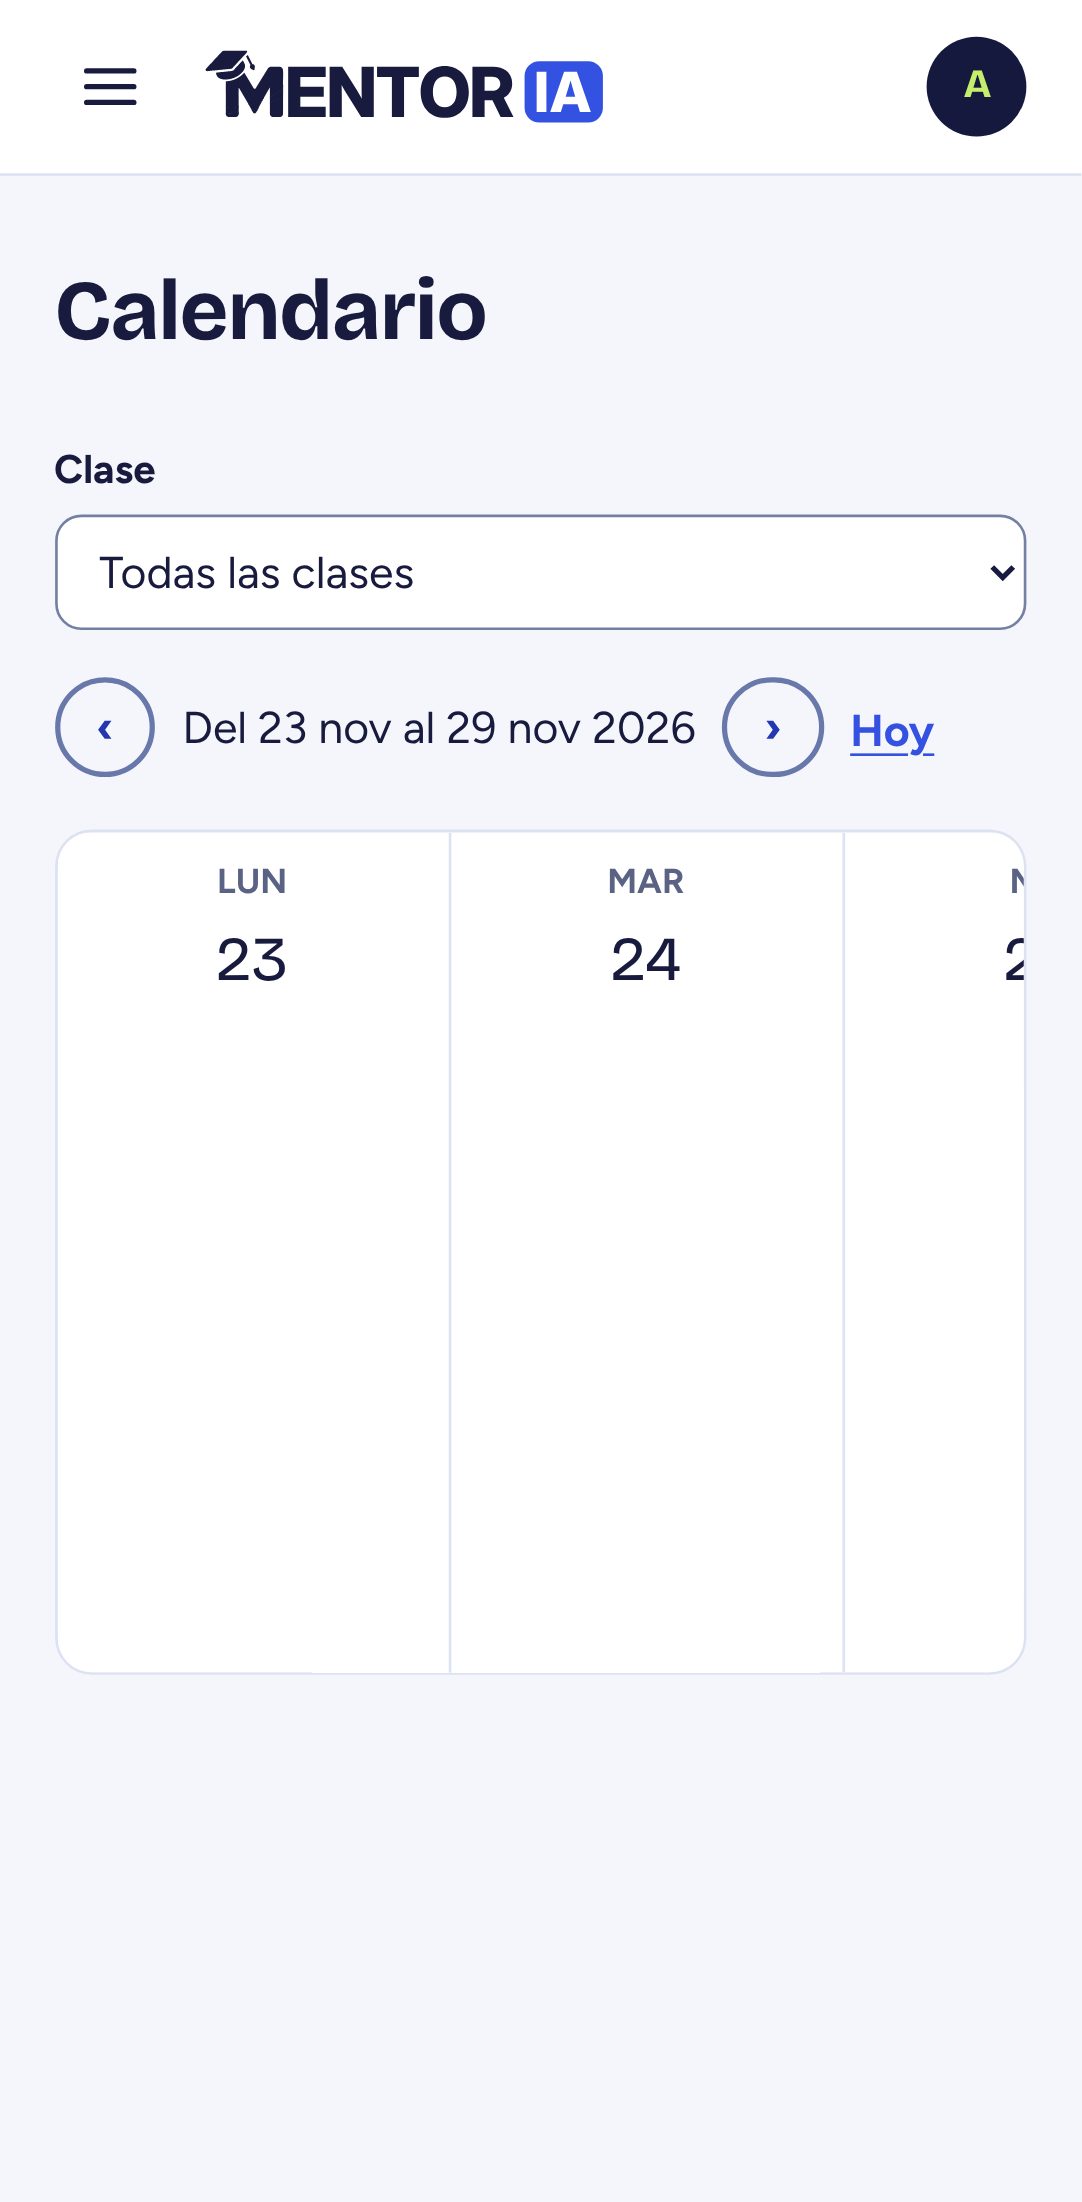 MENTOR IA
A
Calendario
Clase
Todas las clases
‹ Del 23 nov al 29 nov 2026 › Hoy
LUN MAR
23 24